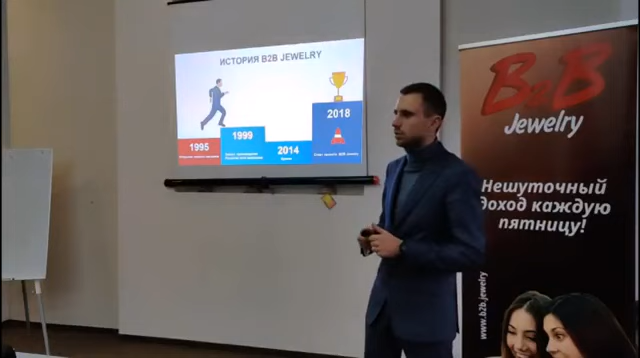 ИСТОРИЯ B2B JEWELRY
1995
1999
2014
2018
B2B
Jewelry
Нешуточный
доход каждую
пятницу!
www.b2b.jewelry